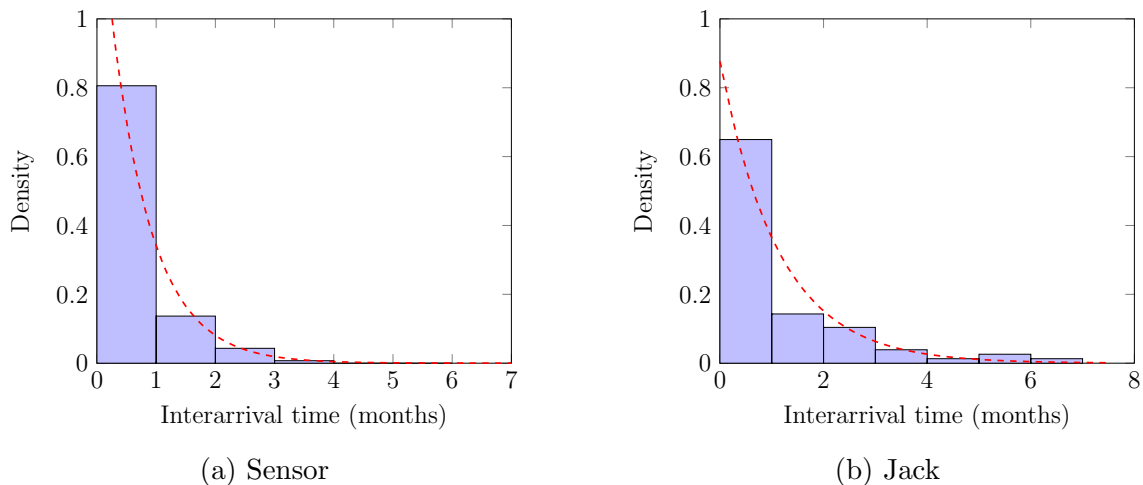 1
0.8
0.6
0.4
0.2
0
0 1 2 3 4 5 6 7
Density
Interarrival time (months)
(a) Sensor
1
0.8
0.6
0.4
0.2
0
0 2 4 6 8
Density
Interarrival time (months)
(b) Jack